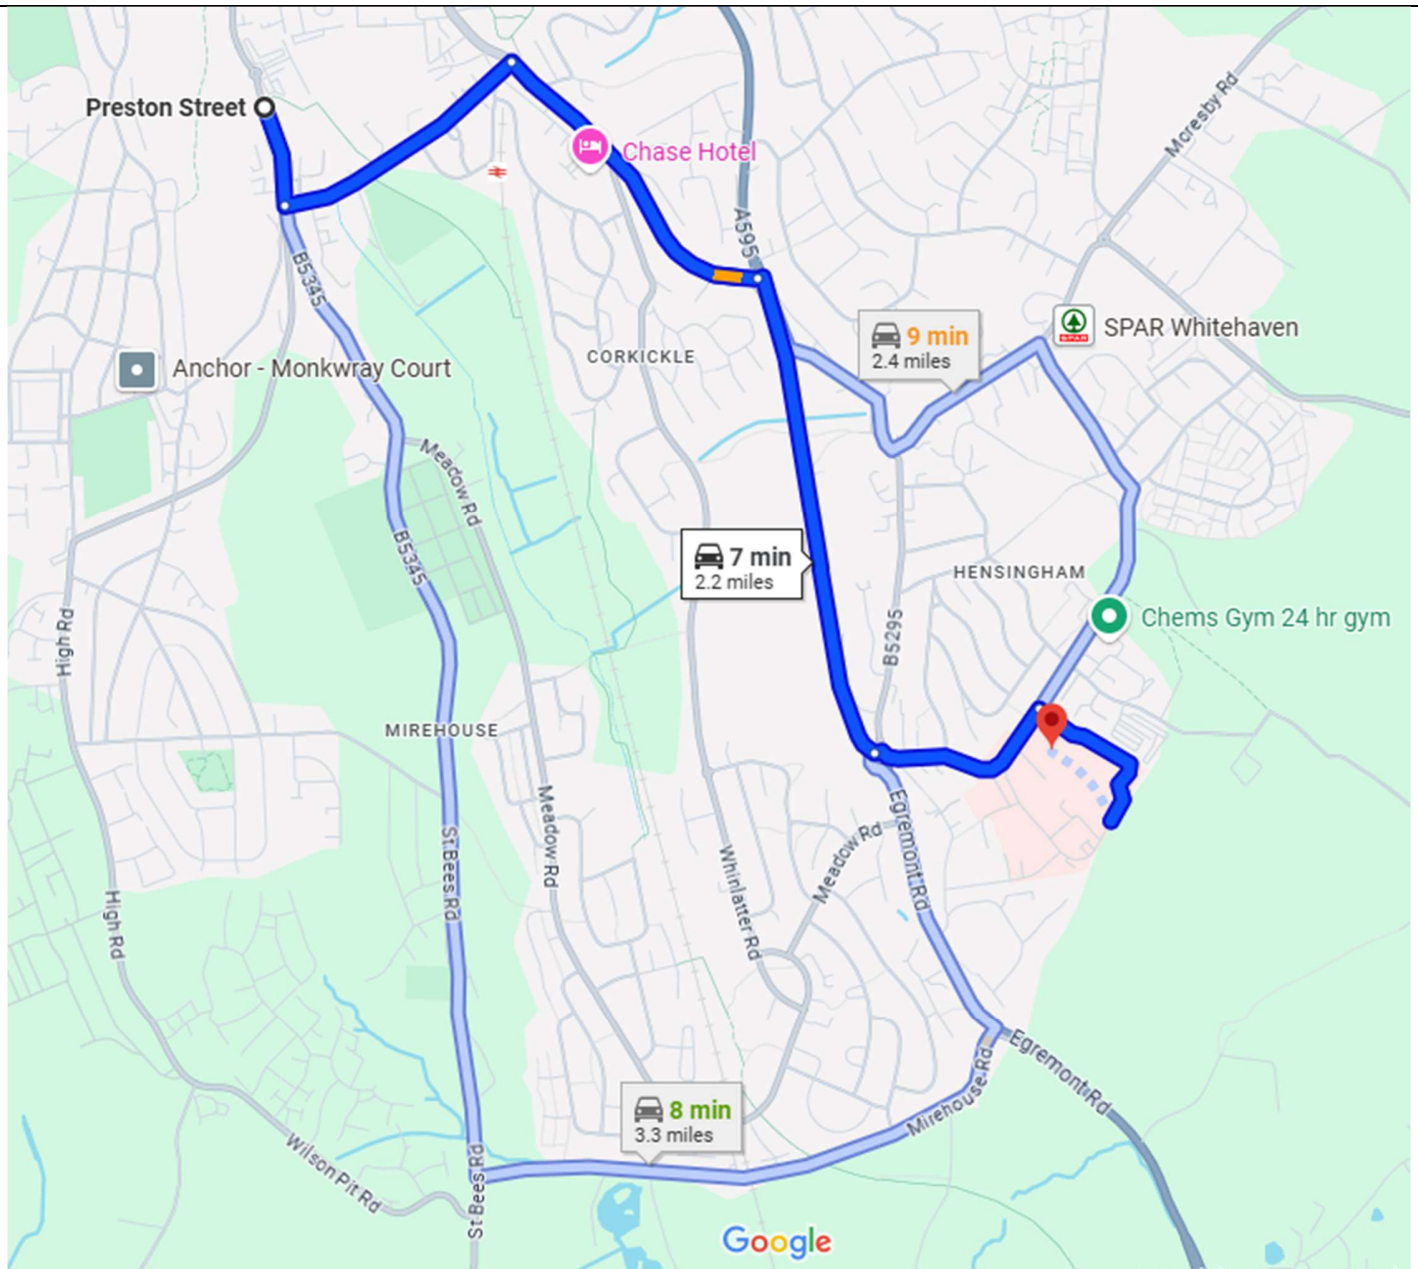 Preston Street
Chase Hotel
Mcresby Rd
A595
B5345
SPAR Whitehaven
SPAR
9 min
2.4 miles
CORKICKLE
Anchor - Monkwray Court
Meadow Rd
B5345
7 min
2.2 miles
HENSINGHAM
Chems Gym 24 hr gym
B5295
High Rd
MIREHOUSE
Meadow Rd
Egremont Rd
Meadow Rd
St Bees Rd
Whinlatter Rd
High Rd
Egremont Rd
Mirehouse Rd
8 min
3.3 miles
Wilson Pit Rd
St Bees Rd
Google